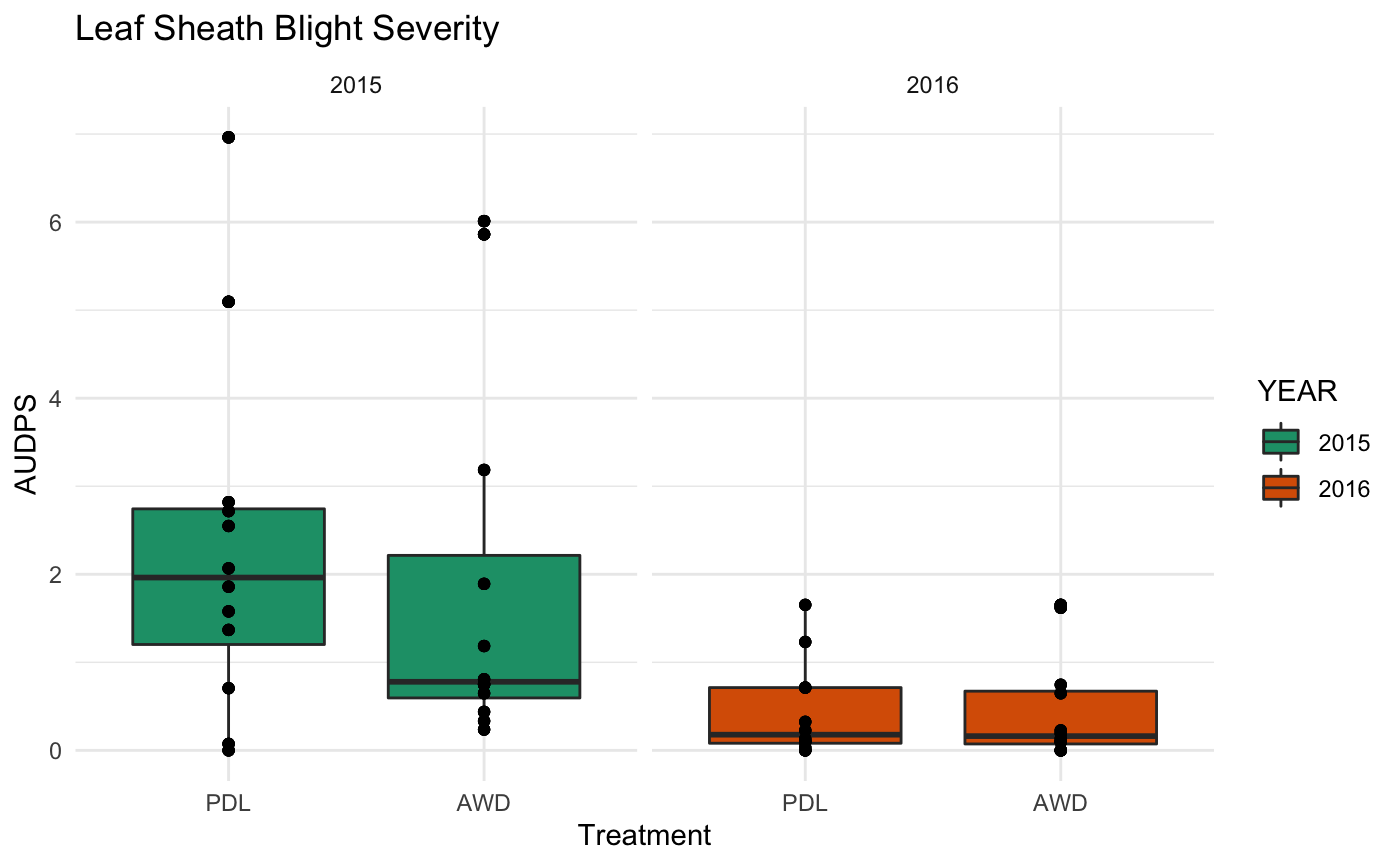 Leaf Sheath Blight Severity
2015
2016
6
4
2
0
AUDPS
PDL
AWD
PDL
AWD
Treatment
YEAR
2015
2016